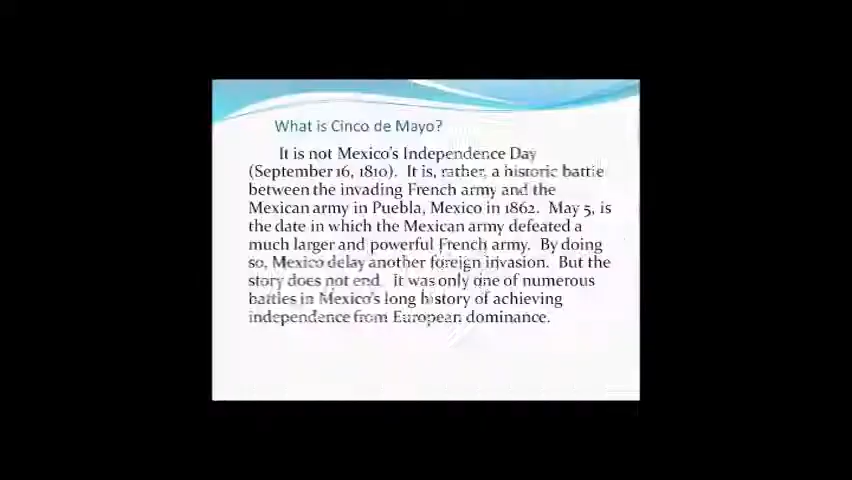 What is Cinco de Mayo?
It is not Mexico's Independence Day
(September 16, 1810).  It is, rather, a historic battle
between the invading French army and the
Mexican army in Puebla, Mexico in 1862.  May 5, is
the date in which the Mexican army defeated a
much larger and powerful French army.  By doing
so, Mexico delay another foreign invasion.  But the
story does not end.  It was only one of numerous
battles in Mexico's long history of achieving
independence from European dominance.